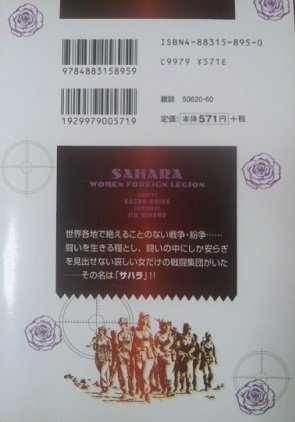 ISBN4-88315-895-0
C9979 ¥571E
9784883158959
雑誌 50620-60
定価:本体571円+税
1929979005719
SAHARA
WOMEN FOREIGN LEGION
STORY BY
KAZUO KOIKE
JIN HIRANO
世界各地で絶えることのない戦争・紛争……
闘いを生きる糧とし、闘いの中にしか安らぎ
を見出せない哀しい女だけの戦闘集団がいた
――その名は「サハラ」!!